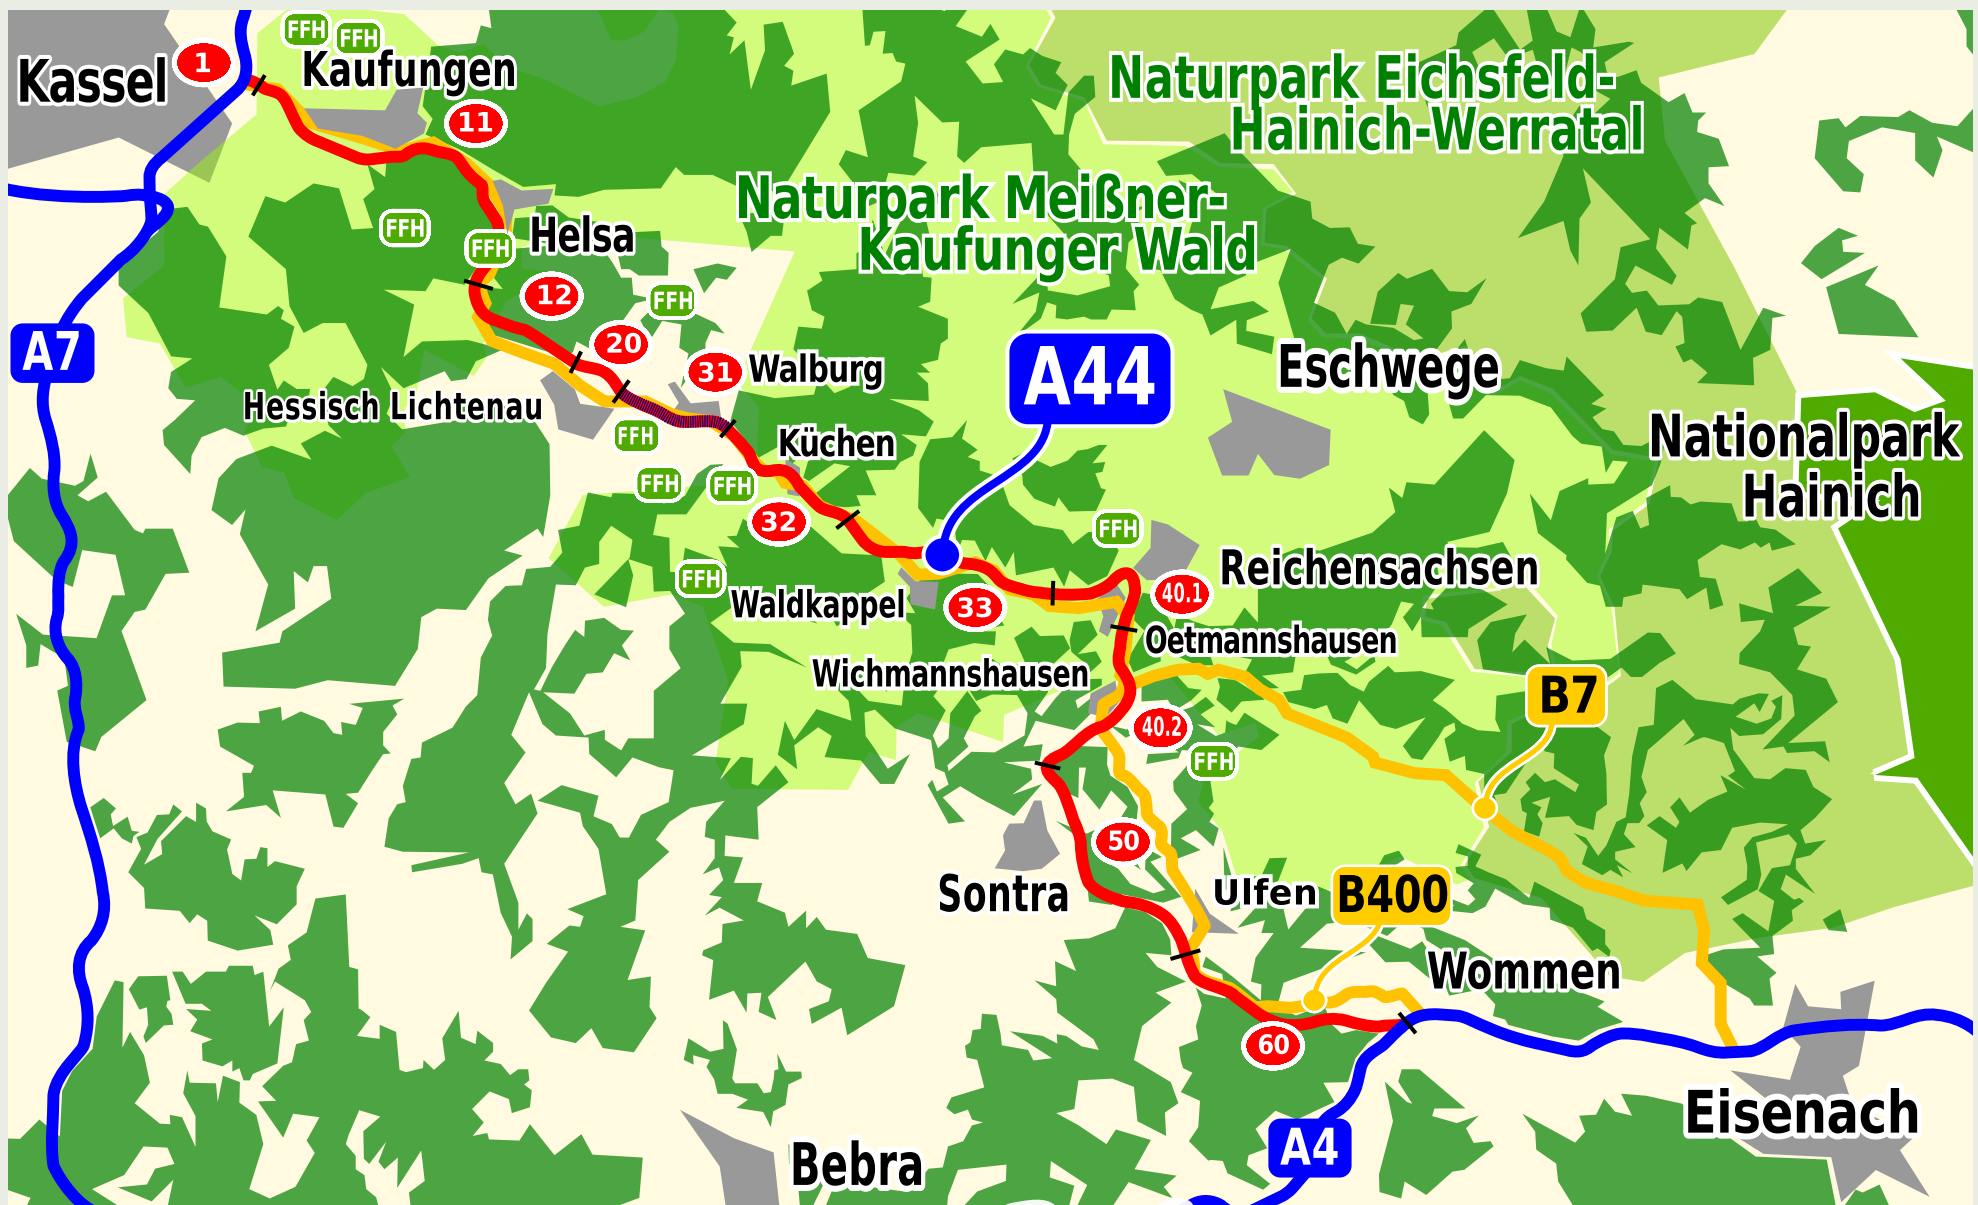 FFH
FFH
Kassel
1
Kaufungen
11
Naturpark Eichsfeld-
Hainich-Werratal
Naturpark Meißner-
Kaufunger Wald
FFH
FFH
Helsa
12
FFH
20
A7
31
Walburg
A44
Eschwege
Hessisch Lichtenau
FFH
Küchen
Nationalpark
Hainich
FFH
FFH
32
FFH
Reichensachsen
FFH
Waldkappel
33
40.1
Oetmannshausen
Wichmannshausen
B7
40.2
FFH
50
Sontra
Ulfen
B400
Wommen
60
Eisenach
A4
Bebra